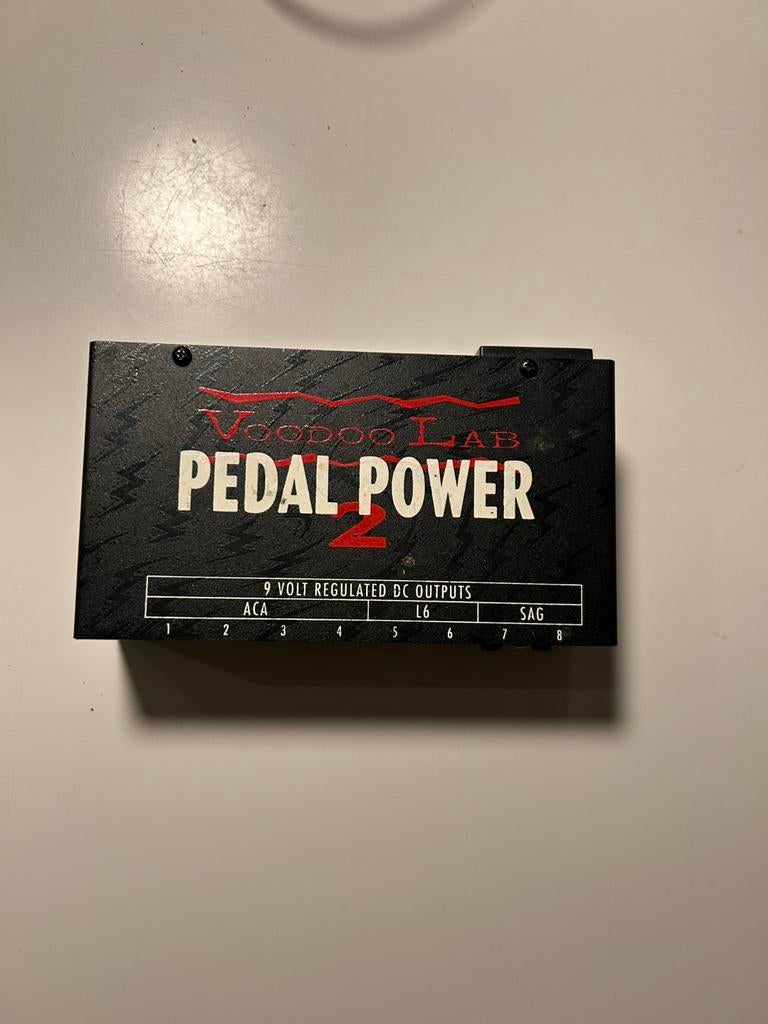 VOODOO LAB
PEDAL POWER
2
9 VOLT REGULATED DC OUTPUTS
ACA L6 SAG
1 2 3 4 5 6 7 8